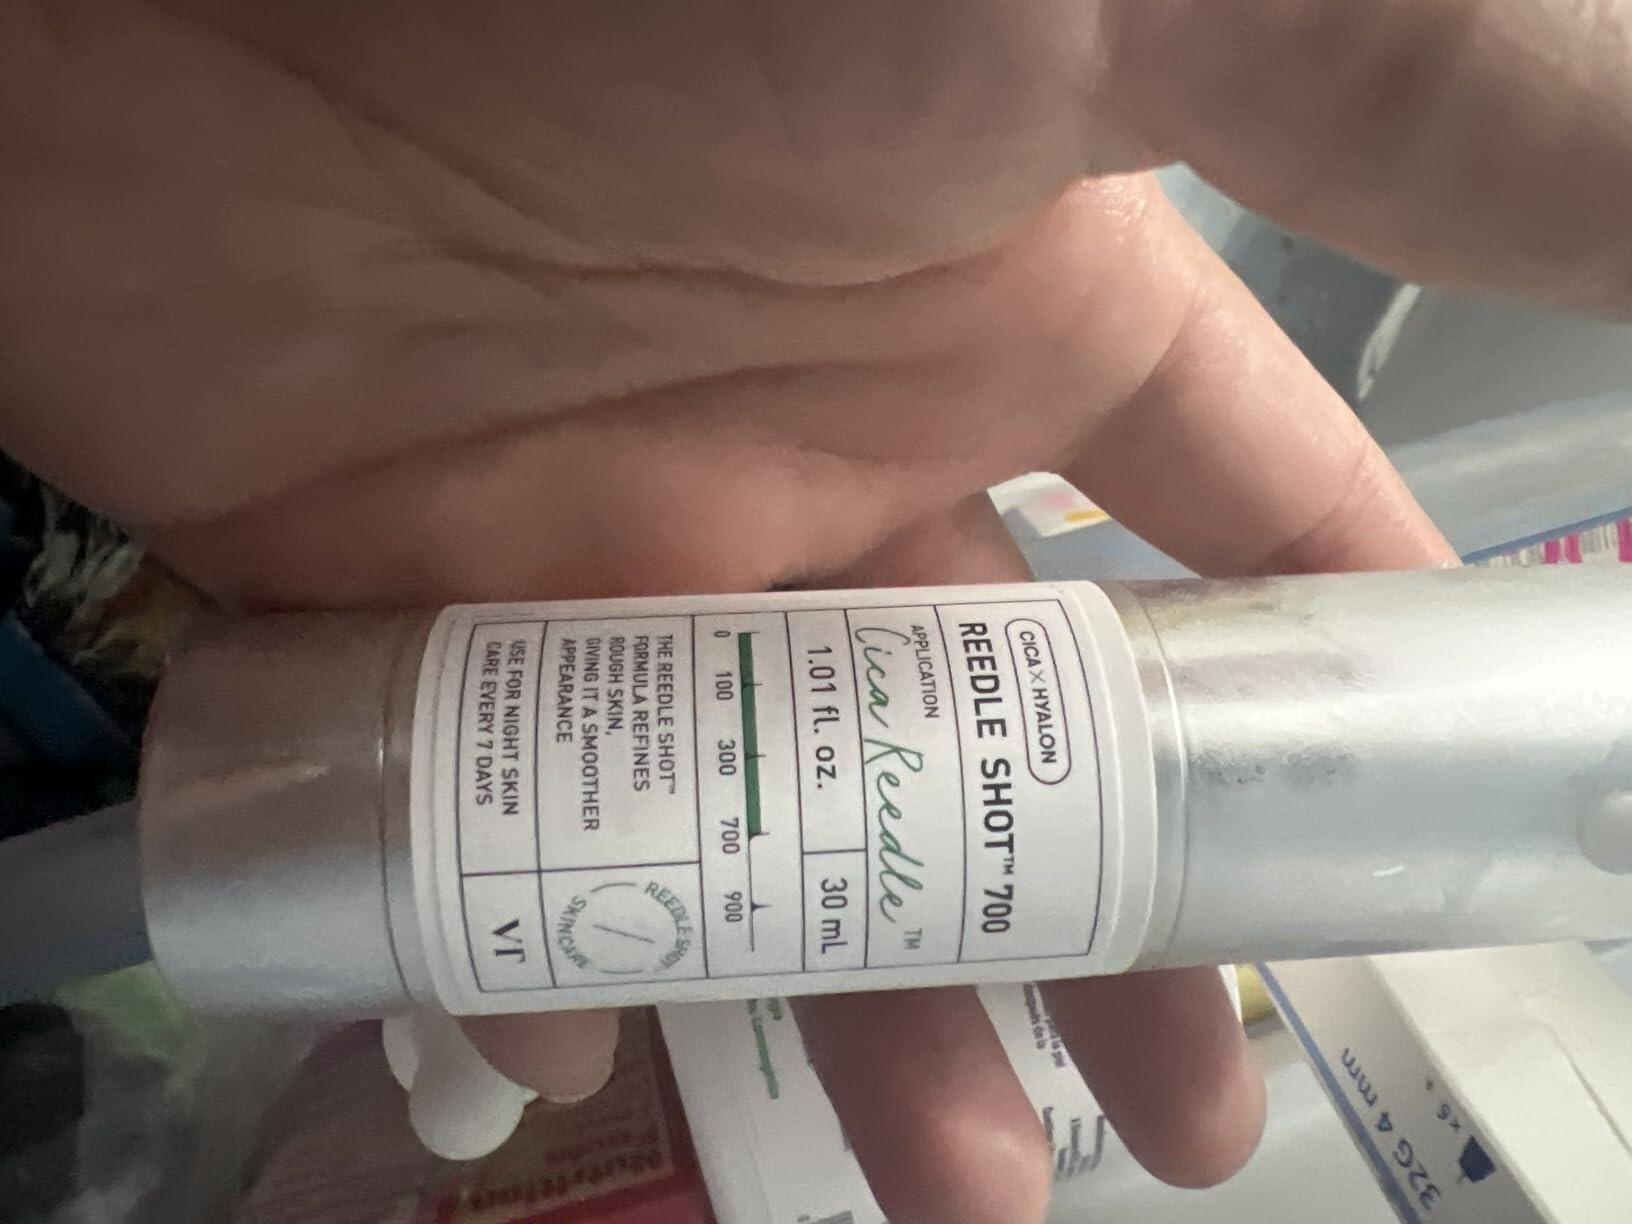 CICA X HYALON
REEDLE SHOT™ 700
APPLICATION
Cica Reedle™
1.01 fl. oz.
30 mL
0 100 300 700 900
THE REEDLE SHOT™
FORMULA REFINES
ROUGH SKIN,
GIVING IT A SMOOTHER
APPEARANCE
REEDLE SHOT
SKINCARE
USE FOR NIGHT SKIN
CARE EVERY 7 DAYS
VT
32G 4 mm
x 6